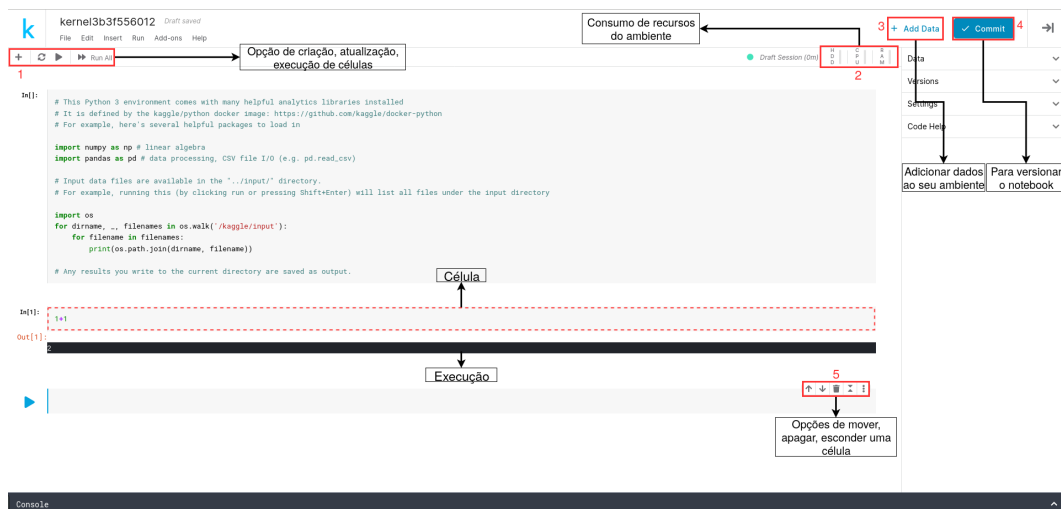 k
kernel3b3f556012 Draft saved
File Edit Insert Run Add-ons Help
+ Run All
1
Opção de criação, atualização,
execução de células
Consumo de recursos
do ambiente
Draft Session (0m)
HDD CPU RAM
2
3
+ Add Data
Commit
4
Data
Versions
Settings
Code Help
Adicionar dados
ao seu ambiente
Para versionar
o notebook
In[]:
# This Python 3 environment comes with many helpful analytics libraries installed
# It is defined by the kaggle/python docker image: https://github.com/kaggle/docker-python
# For example, here's several helpful packages to load in
import numpy as np # linear algebra
import pandas as pd # data processing, CSV file I/O (e.g. pd.read_csv)
# Input data files are available in the "../input/" directory.
# For example, running this (by clicking run or pressing Shift+Enter) will list all files under the input directory
import os
for dirname, _, filenames in os.walk('/kaggle/input'):
    for filename in filenames:
        print(os.path.join(dirname, filename))
# Any results you write to the current directory are saved as output.
Célula
In[1]:
1+1
Out[1]:
2
Execução
5
Opções de mover,
apagar, esconder uma
célula
Console